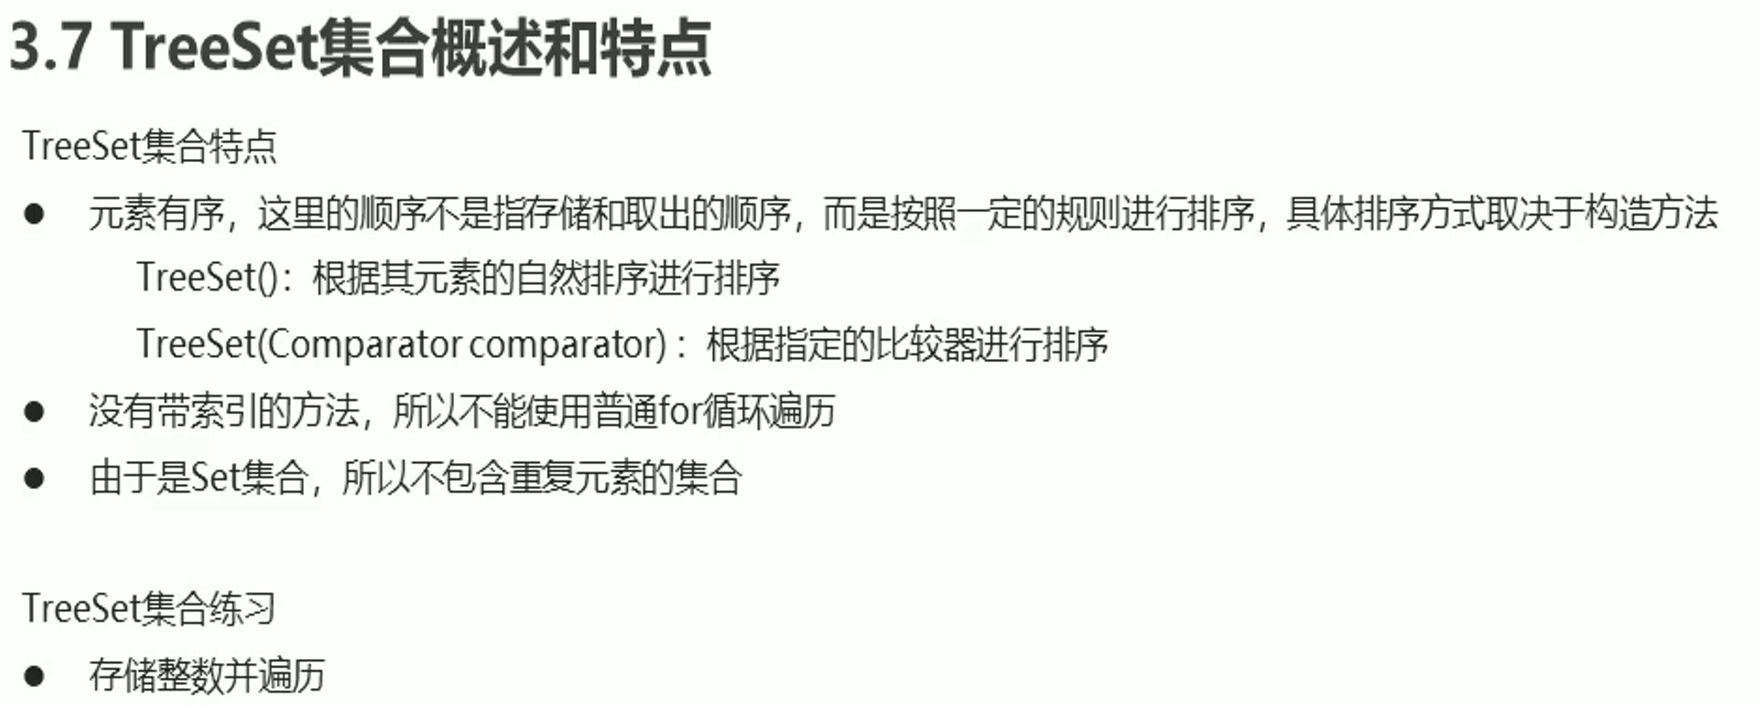 3.7 TreeSet集合概述和特点
TreeSet集合特点
● 元素有序，这里的顺序不是指存储和取出的顺序，而是按照一定的规则进行排序，具体排序方式取决于构造方法
TreeSet()：根据其元素的自然排序进行排序
TreeSet(Comparator comparator)：根据指定的比较器进行排序
● 没有带索引的方法，所以不能使用普通for循环遍历
● 由于是Set集合，所以不包含重复元素的集合
TreeSet集合练习
● 存储整数并遍历